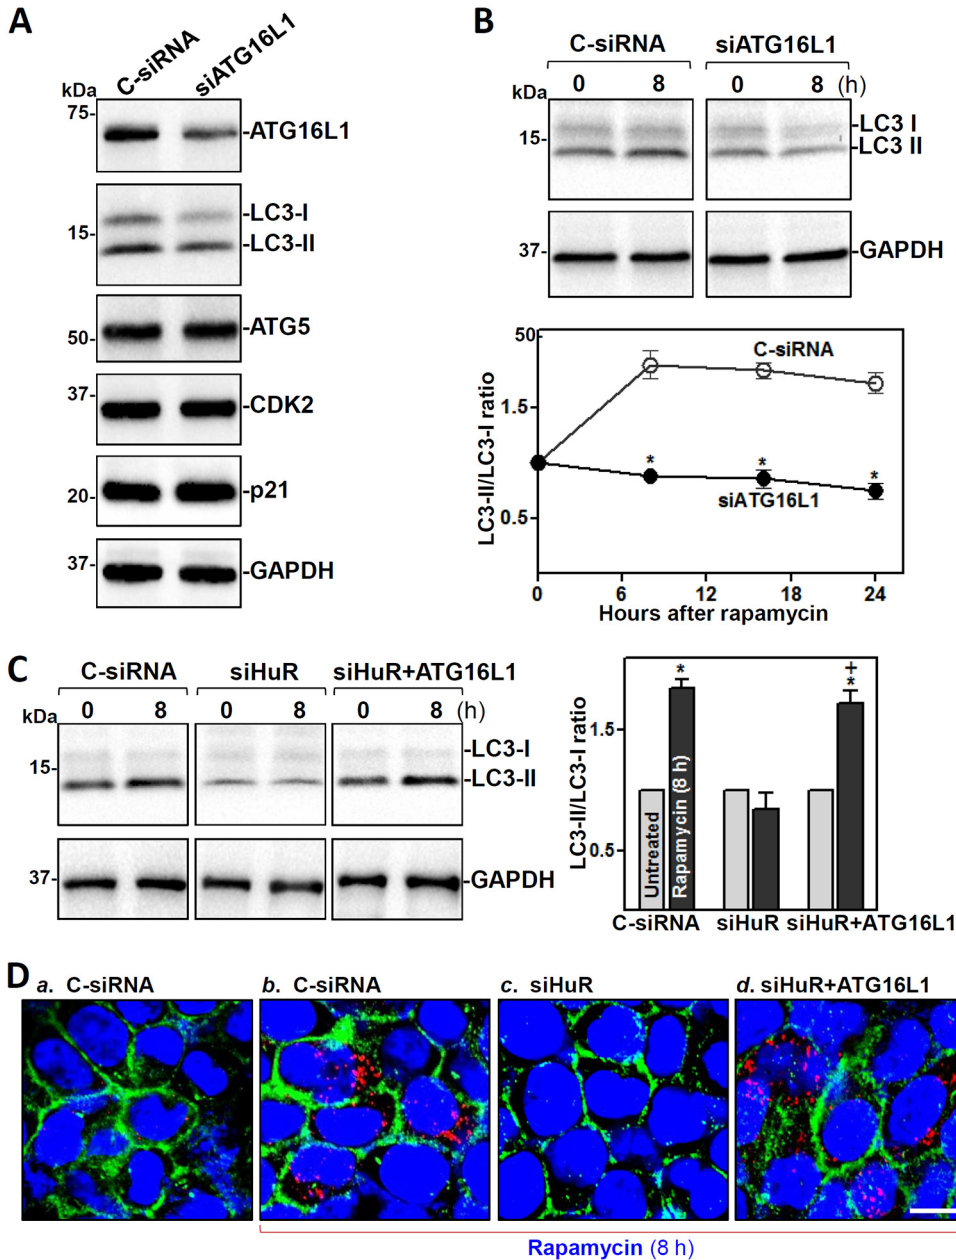 A
C-siRNA
siATG16L1
kDa
75-
-ATG16L1
-LC3-I
15-
-LC3-II
-ATG5
50-
37-
-CDK2
-p21
20-
37-
-GAPDH
B
C-siRNA siATG16L1
0 8 0 8 (h)
kDa
-LC3 I
15-
-LC3 II
37-
-GAPDH
50
C-siRNA
1.5
LC3-II/LC3-I ratio
* * *
siATG16L1
0.5
0 6 12 18 24
Hours after rapamycin
C
C-siRNA siHuR siHuR+ATG16L1
0 8 0 8 0 8 (h)
kDa
-LC3-I
15-
-LC3-II
37-
-GAPDH
LC3-II/LC3-I ratio
1.5
0.5
*
+
*
Untreated
Rapamycin (8 h)
C-siRNA siHuR siHuR+ATG16L1
D
a. C-siRNA b. C-siRNA c. siHuR d. siHuR+ATG16L1
Rapamycin (8 h)